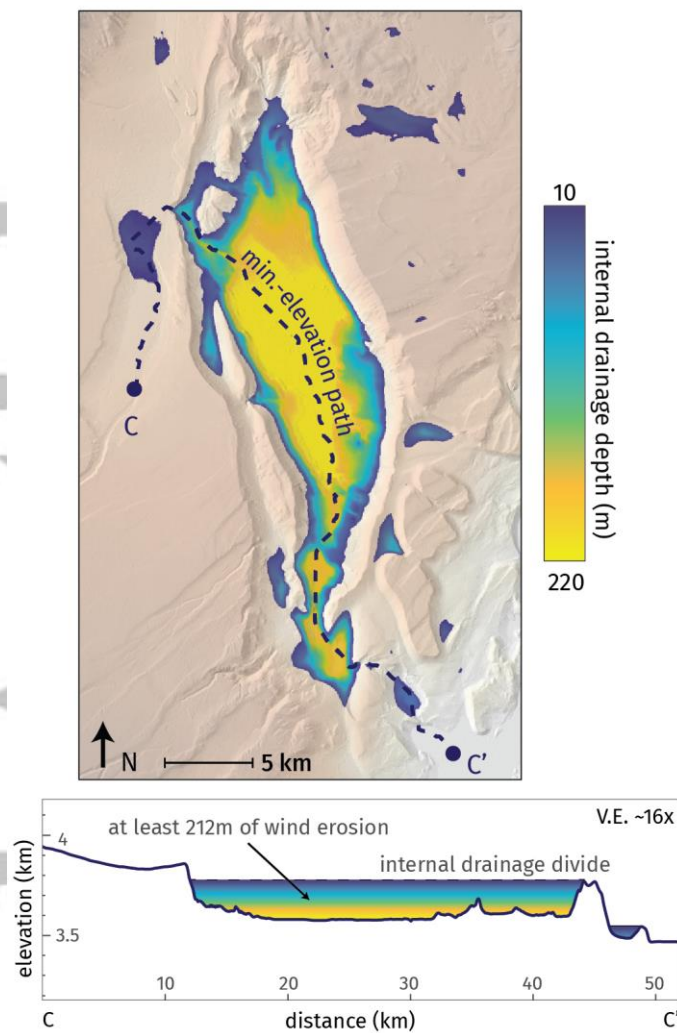 10
internal drainage depth (m)
220
min.-elevation path
C
C'
N
5 km
V.E. ~16x
at least 212m of wind erosion
internal drainage divide
elevation (km)
4
3.5
10
20
30
40
50
C
distance (km)
C'